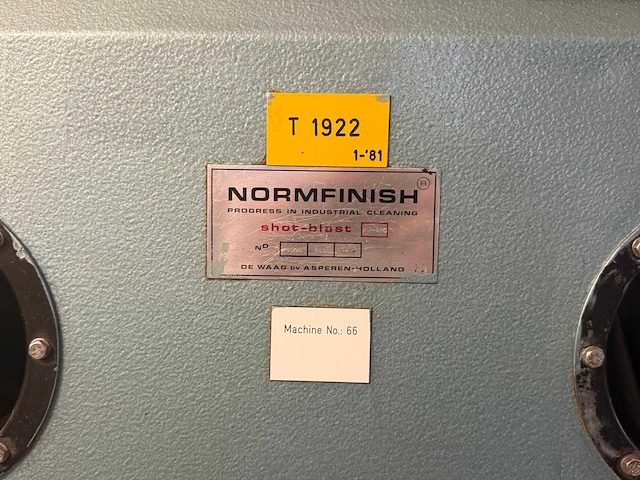 T 1922
1-'81
NORMFINISH ®
PROGRESS IN INDUSTRIAL CLEANING
shot-blast
Nº
DE WAAG bv ASPEREN-HOLLAND
Machine No.: 66